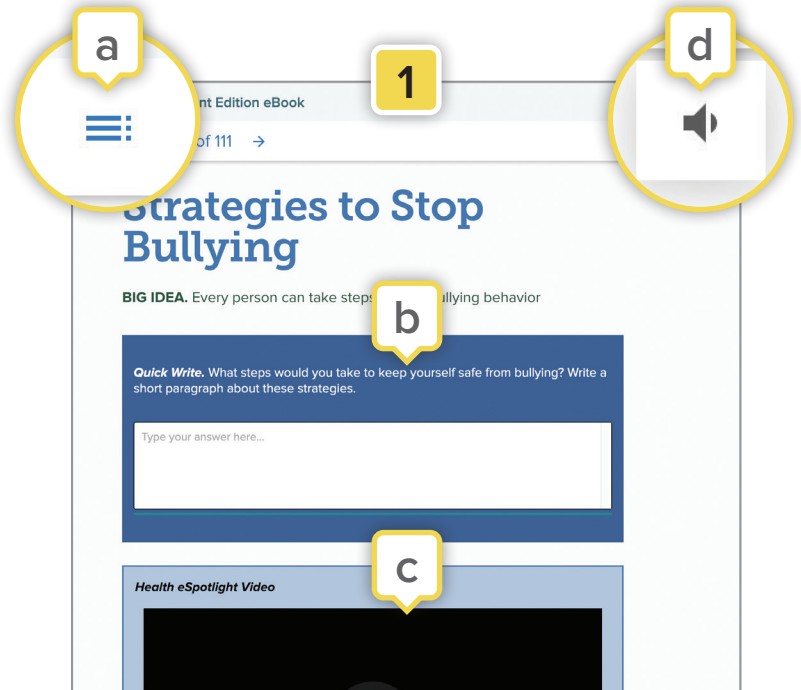 a
1
d
nt Edition eBook
of 111 →
Strategies to Stop
Bullying
BIG IDEA. Every person can take steps ullying behavior
b
Quick Write. What steps would you take to keep yourself safe from bullying? Write a
short paragraph about these strategies.
Type your answer here...
c
Health eSpotlight Video